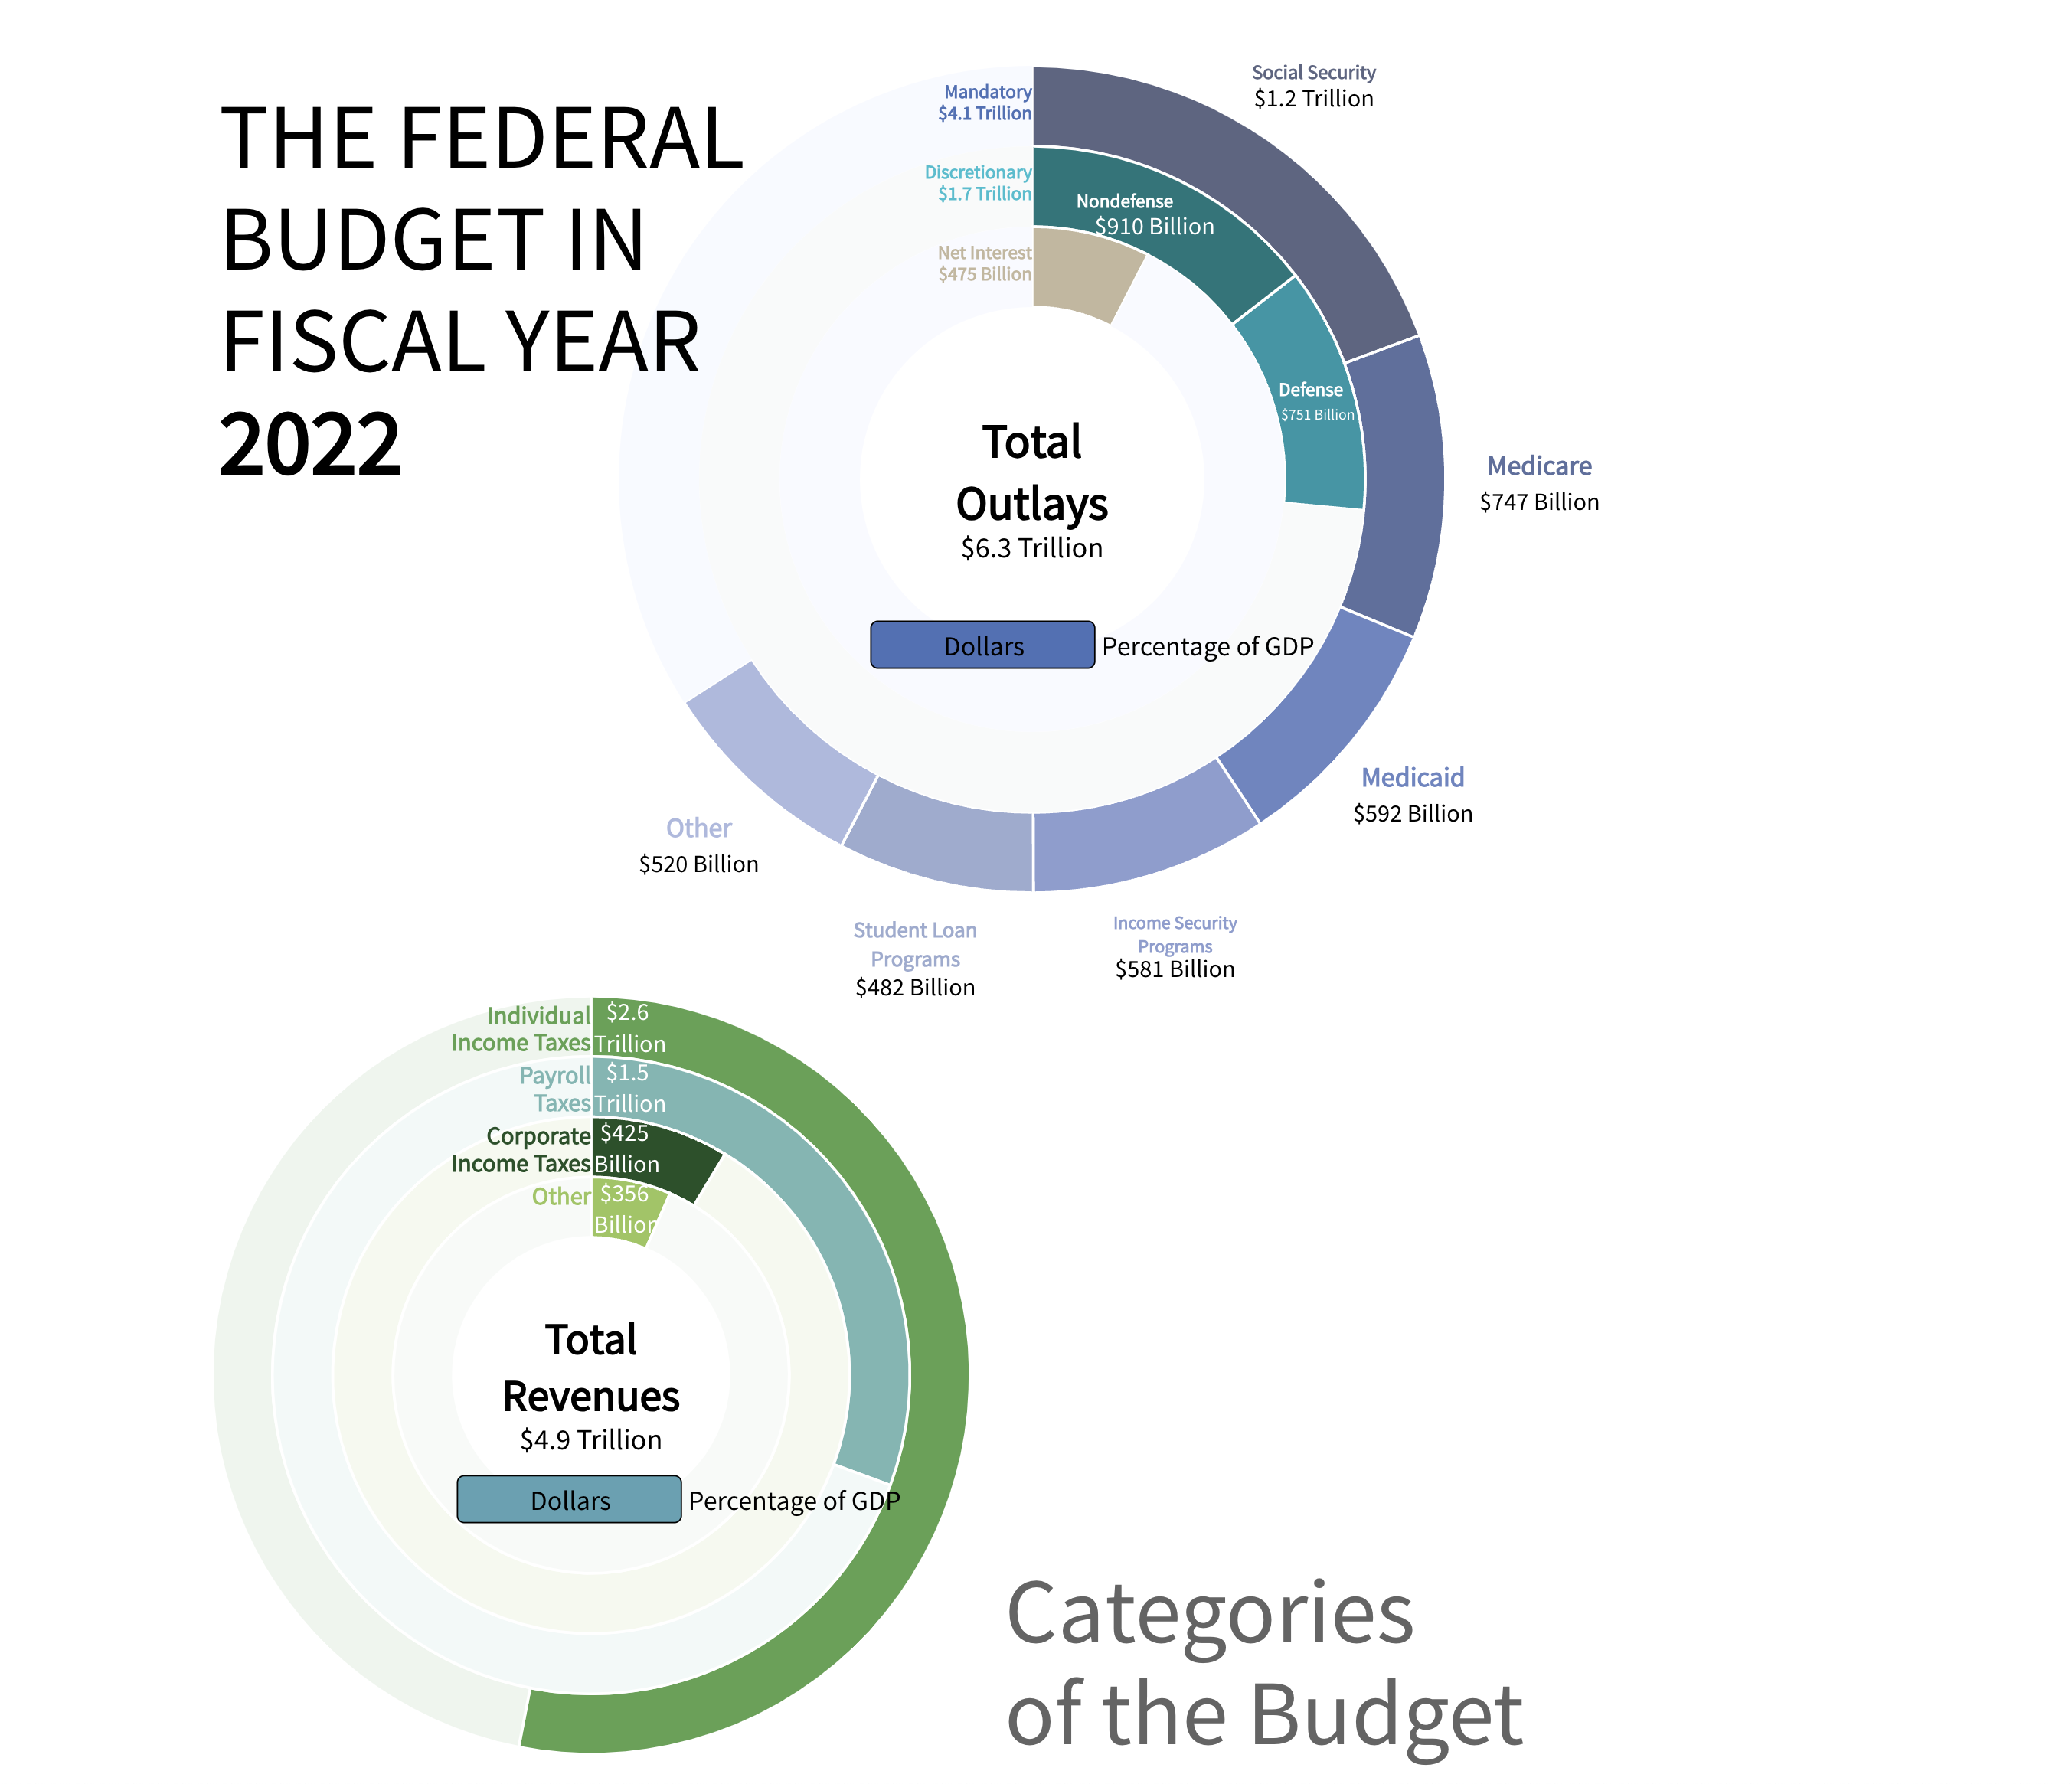 THE FEDERAL
BUDGET IN
FISCAL YEAR
2022
Mandatory
$4.1 Trillion
Discretionary
$1.7 Trillion
Net Interest
$475 Billion
Social Security
$1.2 Trillion
Nondefense
$910 Billion
Defense
$751 Billion
Total
Outlays
$6.3 Trillion
Dollars
Percentage of GDP
Medicare
$747 Billion
Medicaid
$592 Billion
Income Security
Programs
$581 Billion
Student Loan
Programs
$482 Billion
Other
$520 Billion
Individual
Income Taxes
$2.6
Trillion
Payroll
Taxes
$1.5
Trillion
Corporate
Income Taxes
$425
Billion
Other
$356
Billion
Total
Revenues
$4.9 Trillion
Dollars
Percentage of GDP
Categories
of the Budget